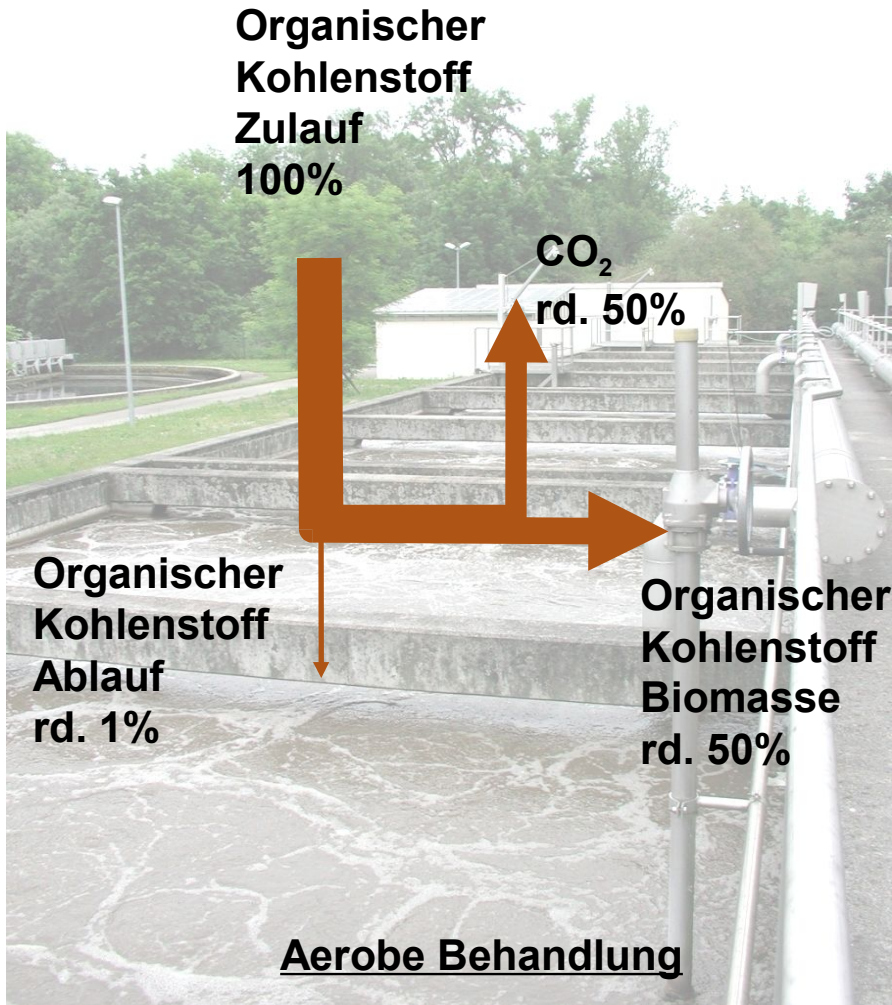 Organischer
Kohlenstoff
Zulauf
100%
CO₂
rd. 50%
Organischer
Kohlenstoff
Ablauf
rd. 1%
Organischer
Kohlenstoff
Biomasse
rd. 50%
Aerobe Behandlung